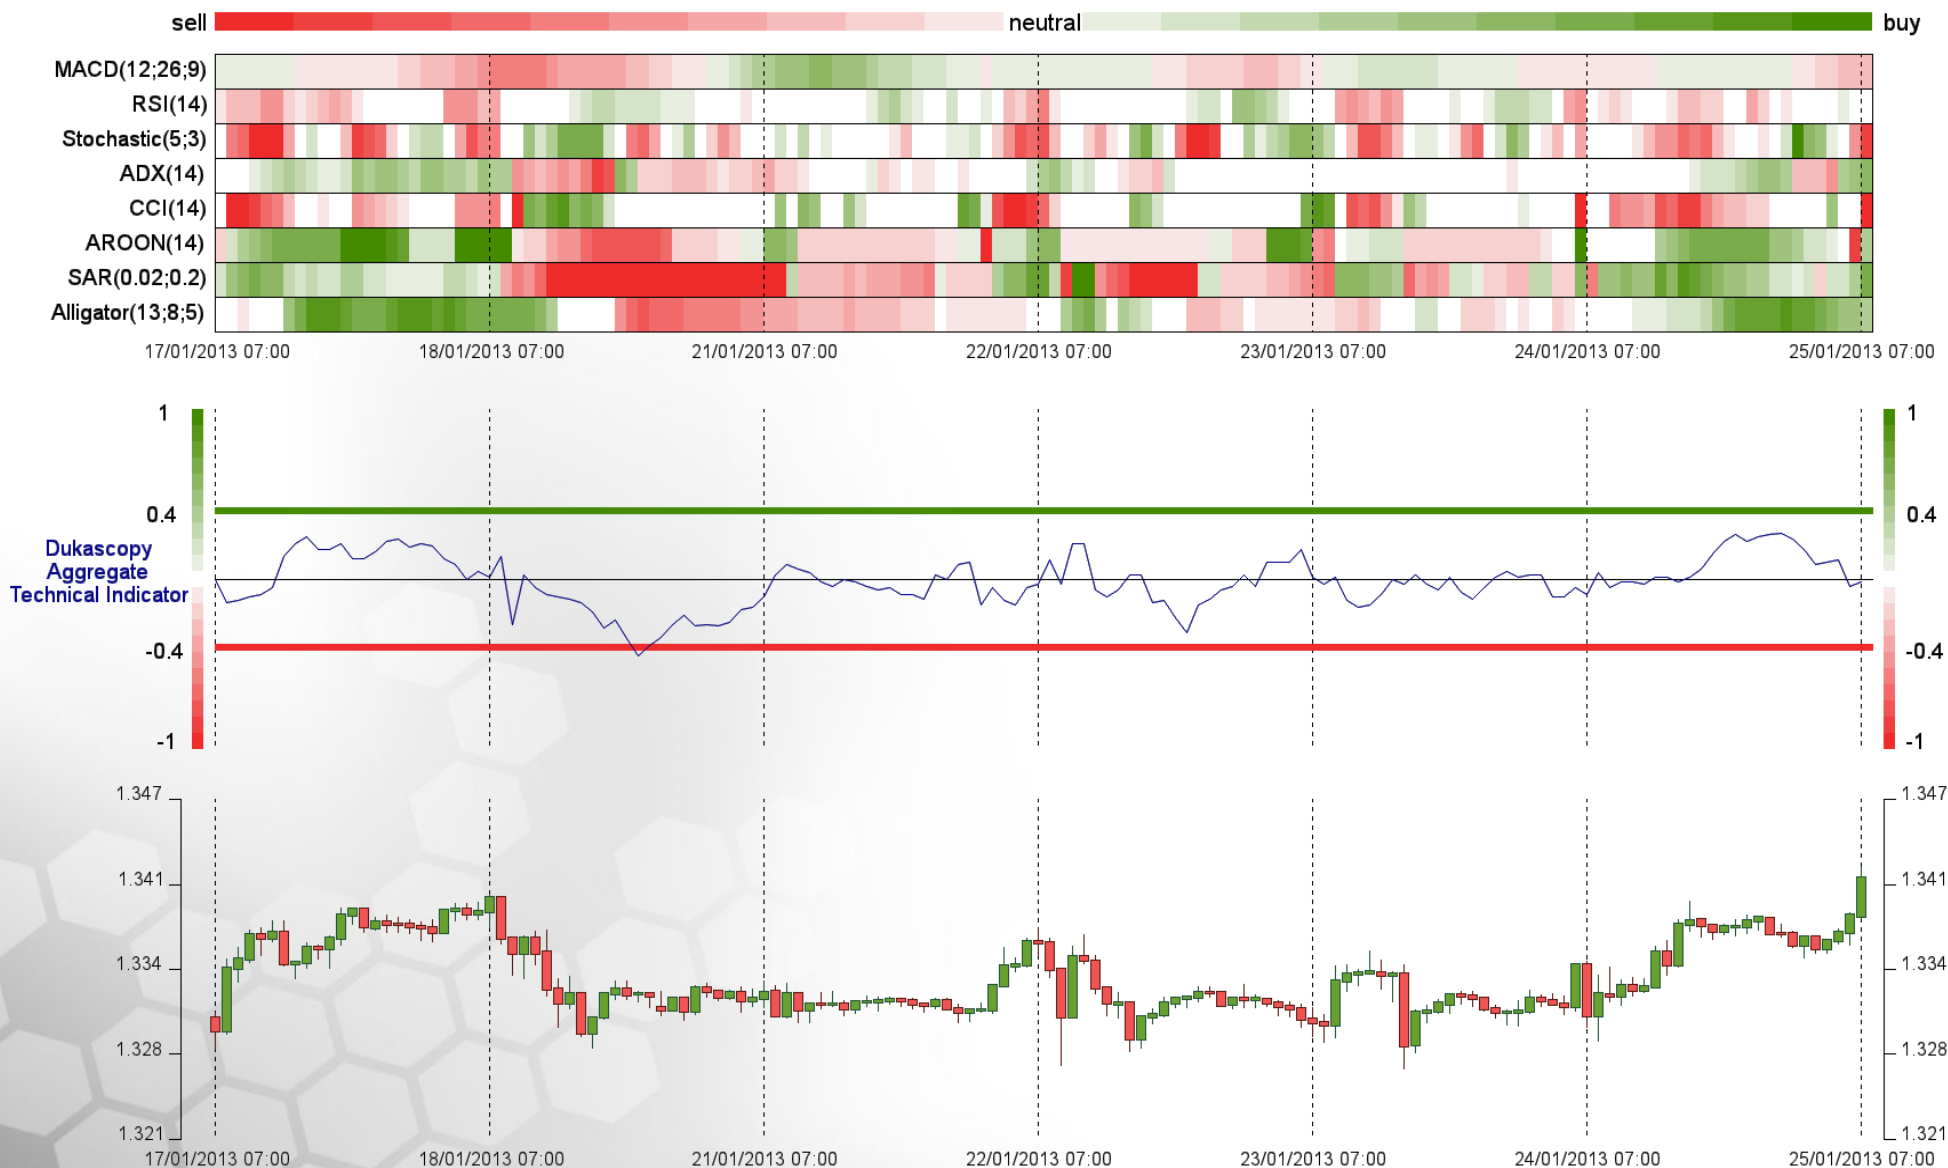 sell neutral buy
MACD(12;26;9)
RSI(14)
Stochastic(5;3)
ADX(14)
CCI(14)
AROON(14)
SAR(0.02;0.2)
Alligator(13;8;5)
17/01/2013 07:00 18/01/2013 07:00 21/01/2013 07:00 22/01/2013 07:00 23/01/2013 07:00 24/01/2013 07:00 25/01/2013 07:00
1 1
0.4 0.4
Dukascopy
Aggregate
Technical Indicator
-0.4 -0.4
-1 -1
1.347 1.347
1.341 1.341
1.334 1.334
1.328 1.328
1.321 1.321
17/01/2013 07:00 18/01/2013 07:00 21/01/2013 07:00 22/01/2013 07:00 23/01/2013 07:00 24/01/2013 07:00 25/01/2013 07:00